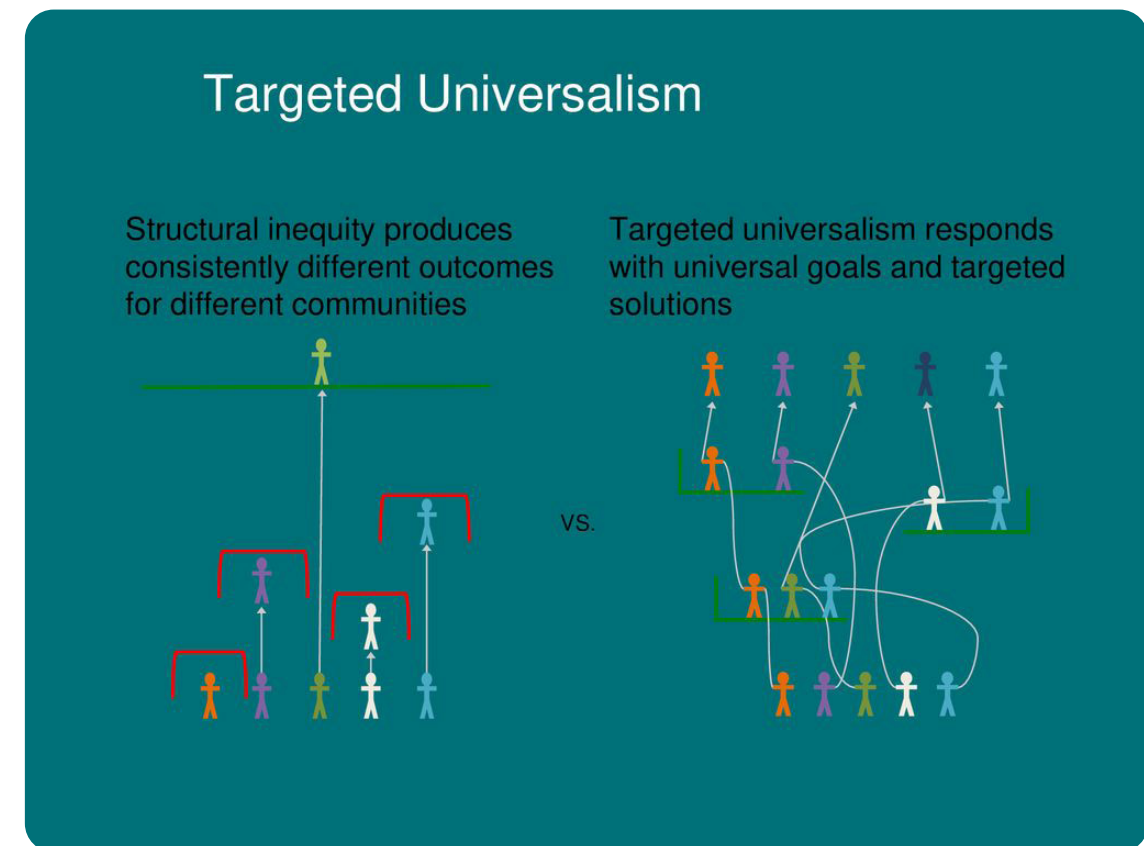 Targeted Universalism
Structural inequity produces
consistently different outcomes
for different communities
Targeted universalism responds
with universal goals and targeted
solutions
vs.